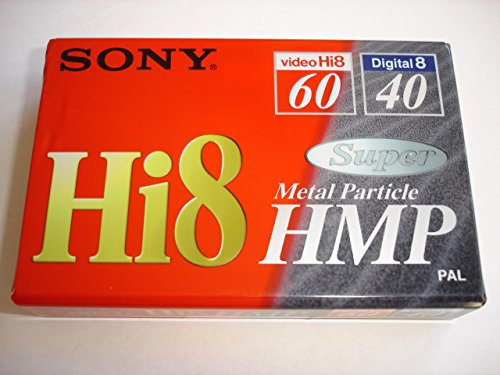 SONY®
video Hi8
60
Digital 8
40
Super
Metal Particle
Hi8
HMP
PAL